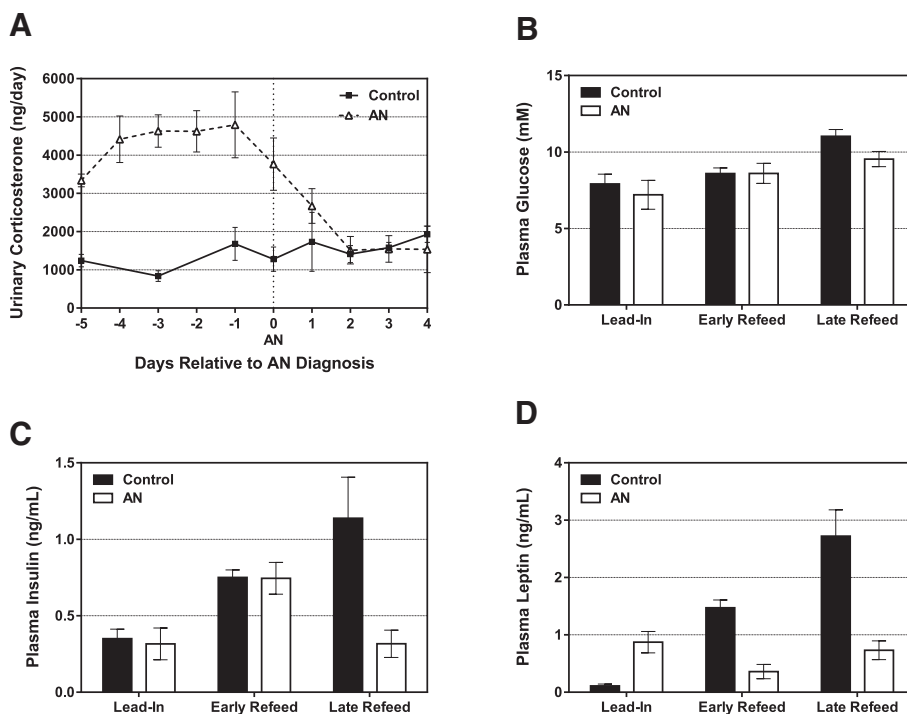 A
Urinary Corticosterone (ng/day)
6000
5000
4000
3000
2000
1000
0
Control
AN
-5 -4 -3 -2 -1 0 1 2 3 4
AN
Days Relative to AN Diagnosis
B
Plasma Glucose (mM)
15
10
5
0
Control
AN
Lead-In Early Refeed Late Refeed
C
Plasma Insulin (ng/mL)
1.5
1.0
0.5
0.0
Control
AN
Lead-In Early Refeed Late Refeed
D
Plasma Leptin (ng/mL)
4
3
2
1
0
Control
AN
Lead-In Early Refeed Late Refeed